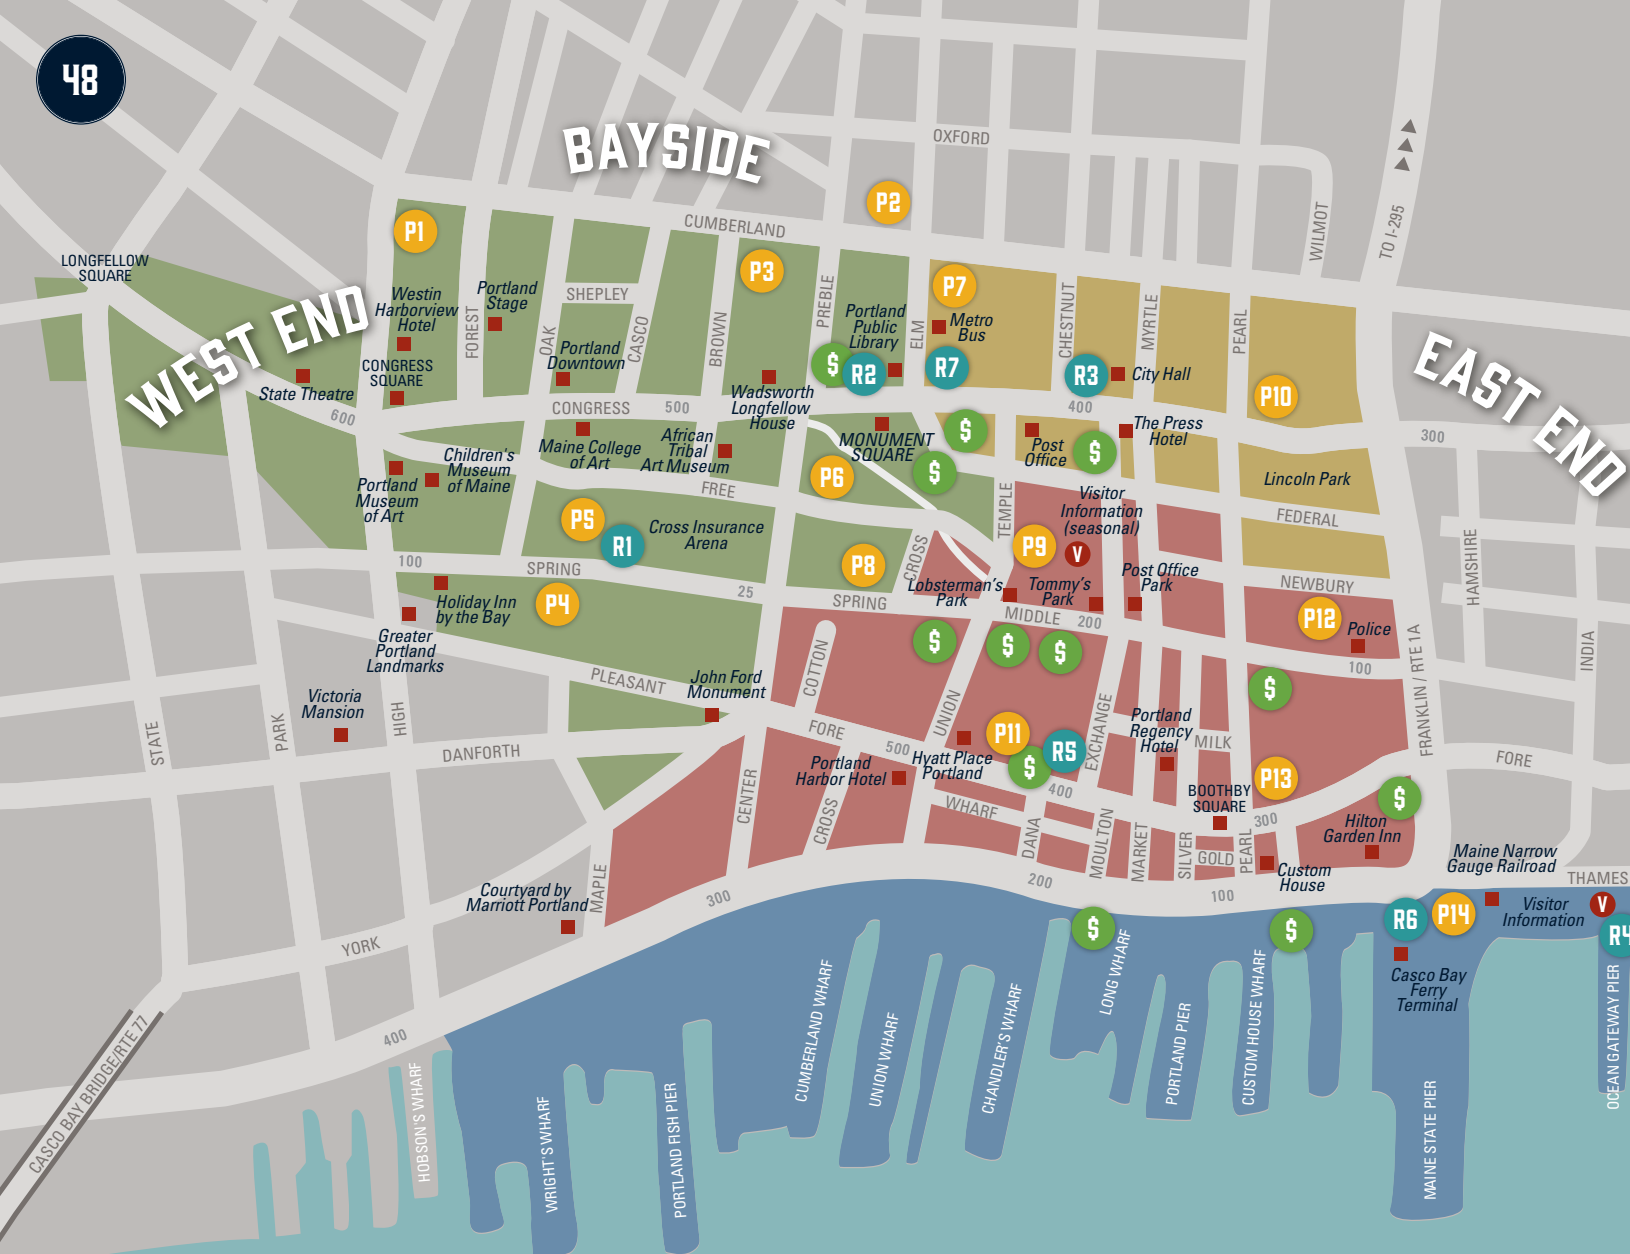 48
BAYSIDE
WEST END
EAST END
OXFORD
CUMBERLAND
WILMOT
TO I-295
P2
P1
P3
P7
LONGFELLOW
SQUARE
Westin
Harborview
Hotel
Portland
Stage
SHEPLEY
FOREST
OAK
CASCO
BROWN
PREBLE
ELM
CHESTNUT
MYRTLE
PEARL
Portland
Public
Library
Metro
Bus
Portland
Downtown
CONGRESS
SQUARE
State Theatre
600
$
R2
R7
R3
City Hall
P10
Wadsworth
Longfellow
House
CONGRESS
500
400
300
The Press
Hotel
MONUMENT
SQUARE
$
Post
Office
$
$
Lincoln Park
Maine College
of Art
African
Tribal
Art Museum
Children's
Museum
of Maine
Portland
Museum
of Art
P6
FREE
TEMPLE
Visitor
Information
(seasonal)
V
FEDERAL
P5
R1
Cross Insurance
Arena
P9
CROSS
P8
HAMPSHIRE
100
SPRING
25
SPRING
Lobsterman's
Park
Tommy's
Park
Post Office
Park
NEWBURY
P4
Holiday Inn
by the Bay
Greater
Portland
Landmarks
MIDDLE
200
P12
Police
100
$
$
$
$
INDIA
FRANKLIN / RTE 1A
COTTON
PLEASANT
John Ford
Monument
Victoria
Mansion
STATE
PARK
HIGH
DANFORTH
UNION
EXCHANGE
FORE
500
P11
R5
$
Portland
Regency
Hotel
MILK
Hyatt Place
Portland
Portland
Harbor Hotel
P13
FORE
$
CENTER
CROSS
WHARF
400
BOOTHBY
SQUARE
300
Hilton
Garden Inn
DANA
MOULTON
MARKET
SILVER
GOLD
PEARL
Custom
House
Maine Narrow
Gauge Railroad
THAMES
MAPLE
Courtyard by
Marriott Portland
300
200
100
YORK
400
$
$
R6
P14
Visitor
Information
V
R4
Casco Bay
Ferry
Terminal
CASCO BAY BRIDGE/RTE 77
HOBSON'S WHARF
WRIGHT'S WHARF
PORTLAND FISH PIER
CUMBERLAND WHARF
UNION WHARF
CHANDLER'S WHARF
LONG WHARF
PORTLAND PIER
CUSTOM HOUSE WHARF
MAINE STATE PIER
OCEAN GATEWAY PIER